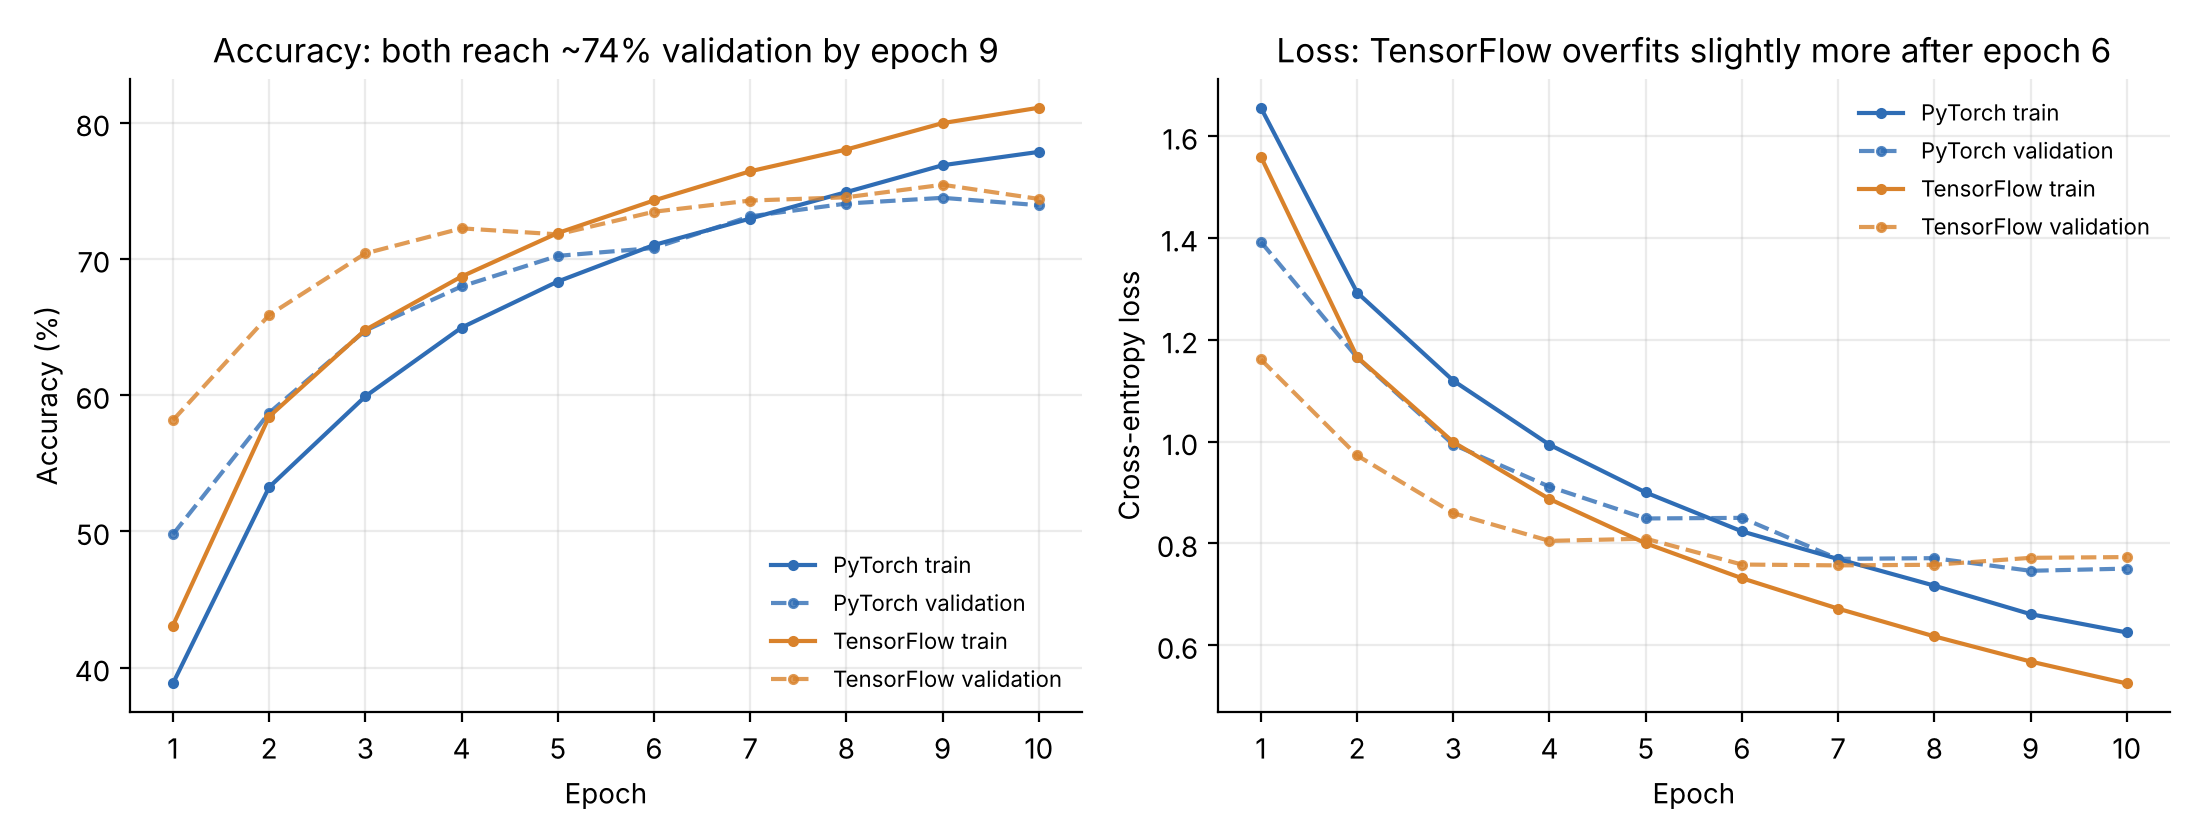 Accuracy: both reach ~74% validation by epoch 9
Accuracy (%)
80
70
60
50
40
PyTorch train
PyTorch validation
TensorFlow train
TensorFlow validation
1 2 3 4 5 6 7 8 9 10
Epoch
Loss: TensorFlow overfits slightly more after epoch 6
Cross-entropy loss
1.6
1.4
1.2
1.0
0.8
0.6
PyTorch train
PyTorch validation
TensorFlow train
TensorFlow validation
1 2 3 4 5 6 7 8 9 10
Epoch